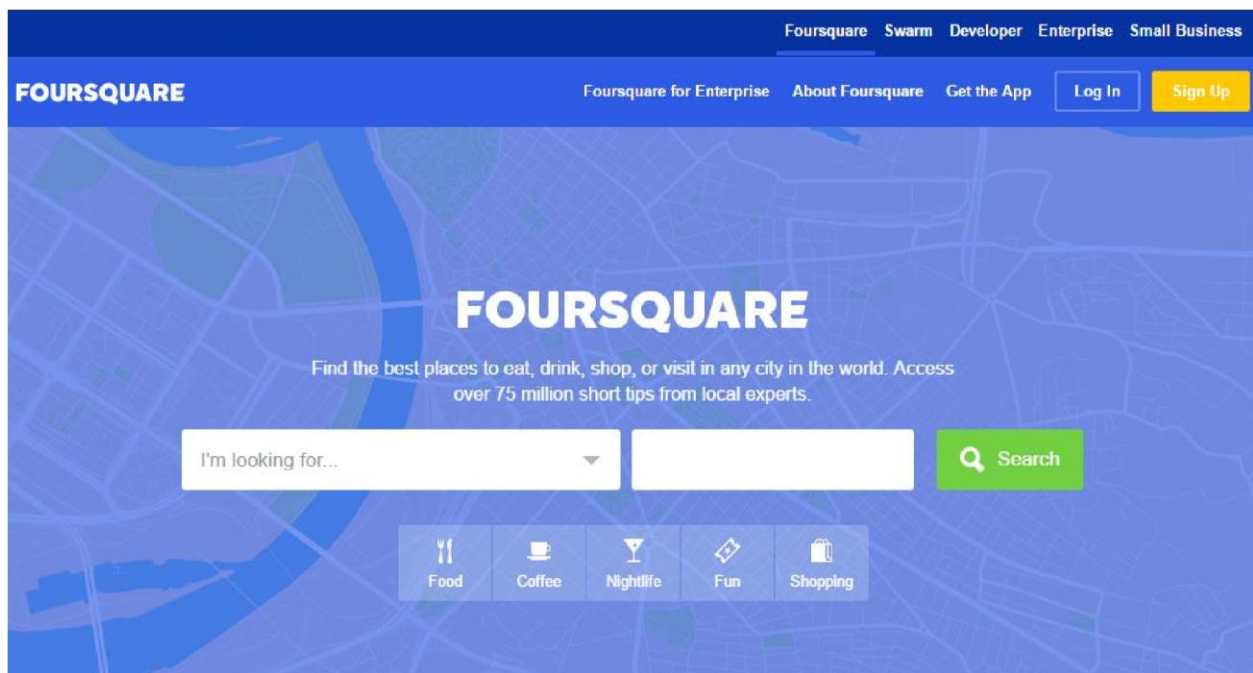 Foursquare Swarm Developer Enterprise Small Business
FOURSQUARE Foursquare for Enterprise About Foursquare Get the App Log In Sign Up
FOURSQUARE
Find the best places to eat, drink, shop, or visit in any city in the world. Access
over 75 million short tips from local experts.
I'm looking for... Search
Food Coffee Nightlife Fun Shopping